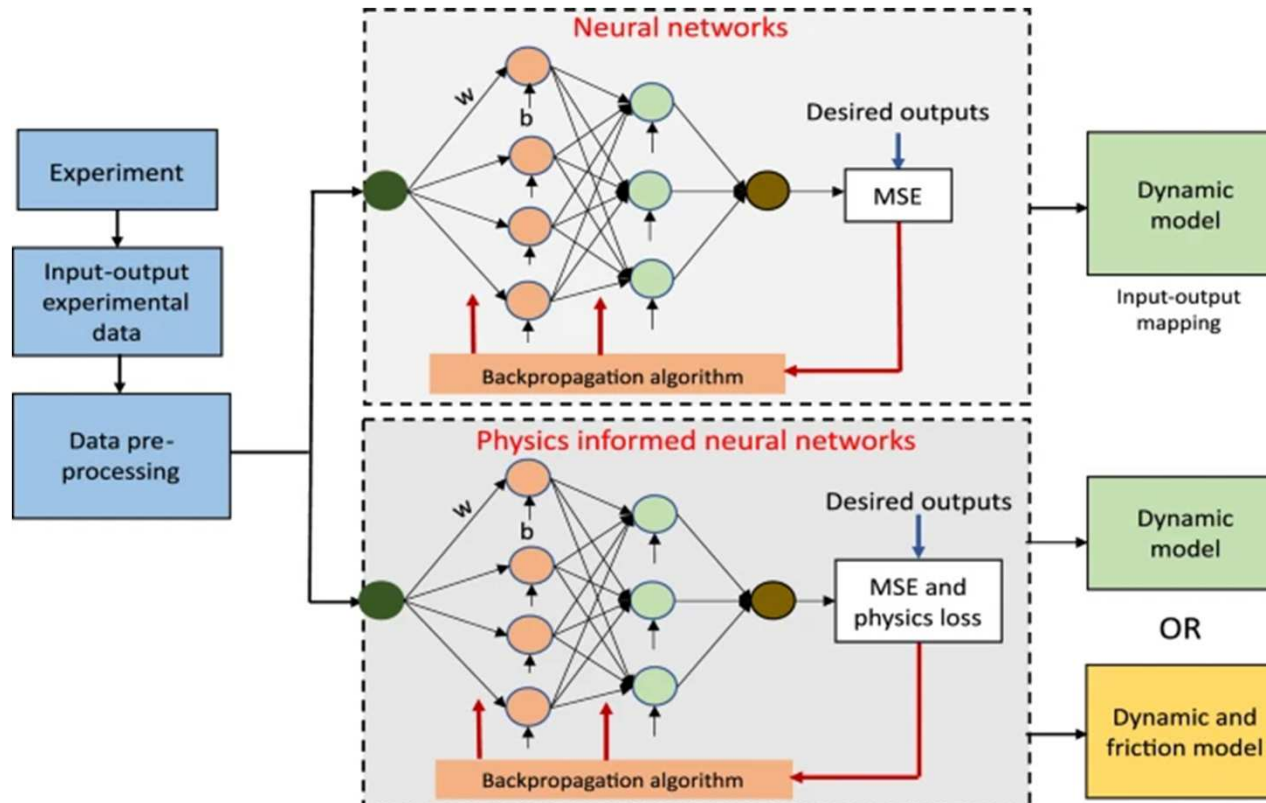 Experiment
Input-output
experimental
data
Data pre-
processing
Neural networks
w
b
Desired outputs
MSE
Backpropagation algorithm
Dynamic
model
Input-output
mapping
Physics informed neural networks
w
b
Desired outputs
MSE and
physics loss
Backpropagation algorithm
Dynamic
model
OR
Dynamic and
friction model